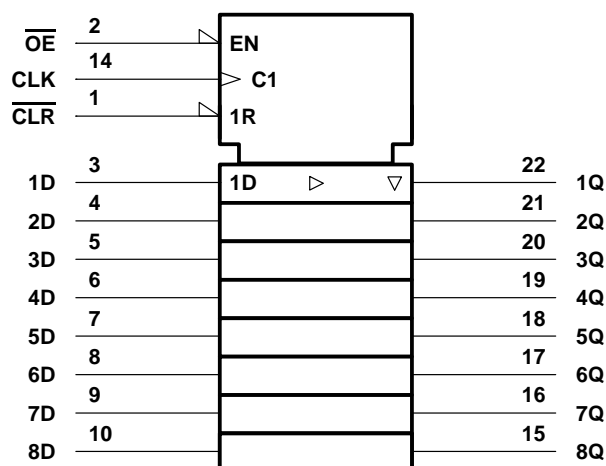 2
OE EN
14
CLK C1
1
CLR 1R
3 22
1D 1D 1Q
4 21
2D 2Q
5 20
3D 3Q
6 19
4D 4Q
7 18
5D 5Q
8 17
6D 6Q
9 16
7D 7Q
10 15
8D 8Q